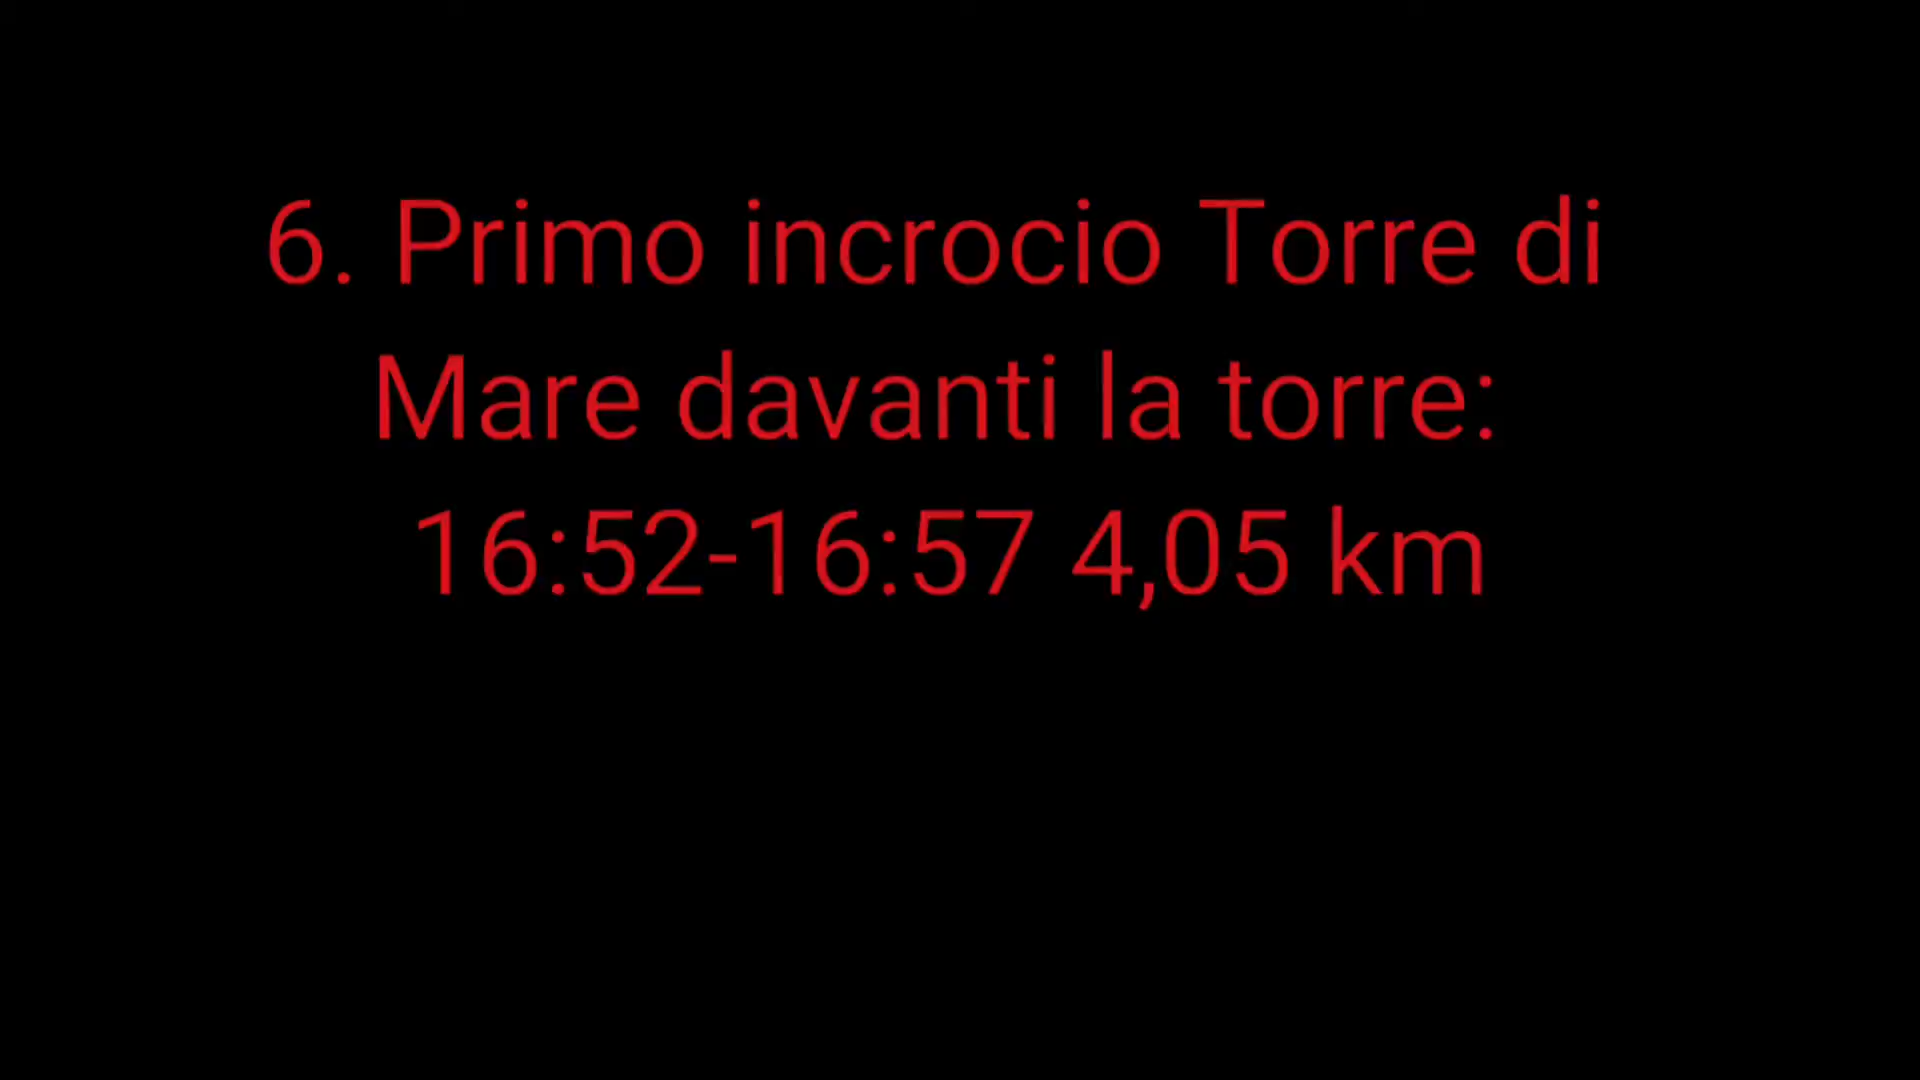 6. Primo incrocio Torre di
Mare davanti la torre:
16:52-16:57 4,05 km